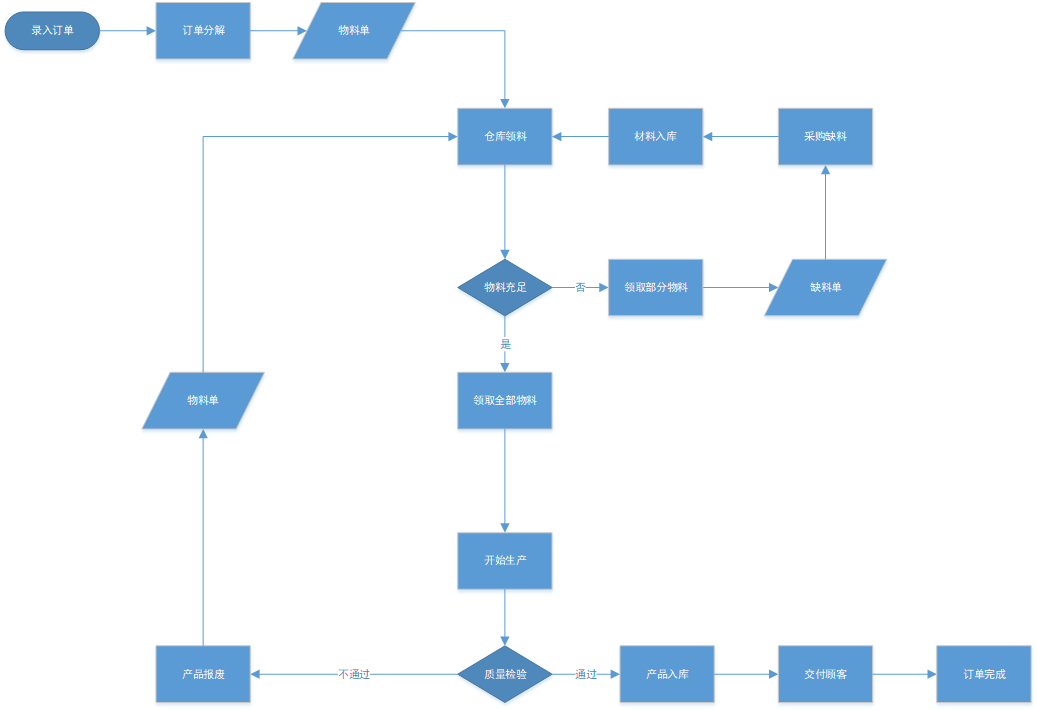 录入订单
订单分解
物料单
仓库领料
材料入库
采购缺料
物料充足
否
领取部分物料
缺料单
是
物料单
领取全部物料
开始生产
产品报废
不通过
质量检验
通过
产品入库
交付顾客
订单完成